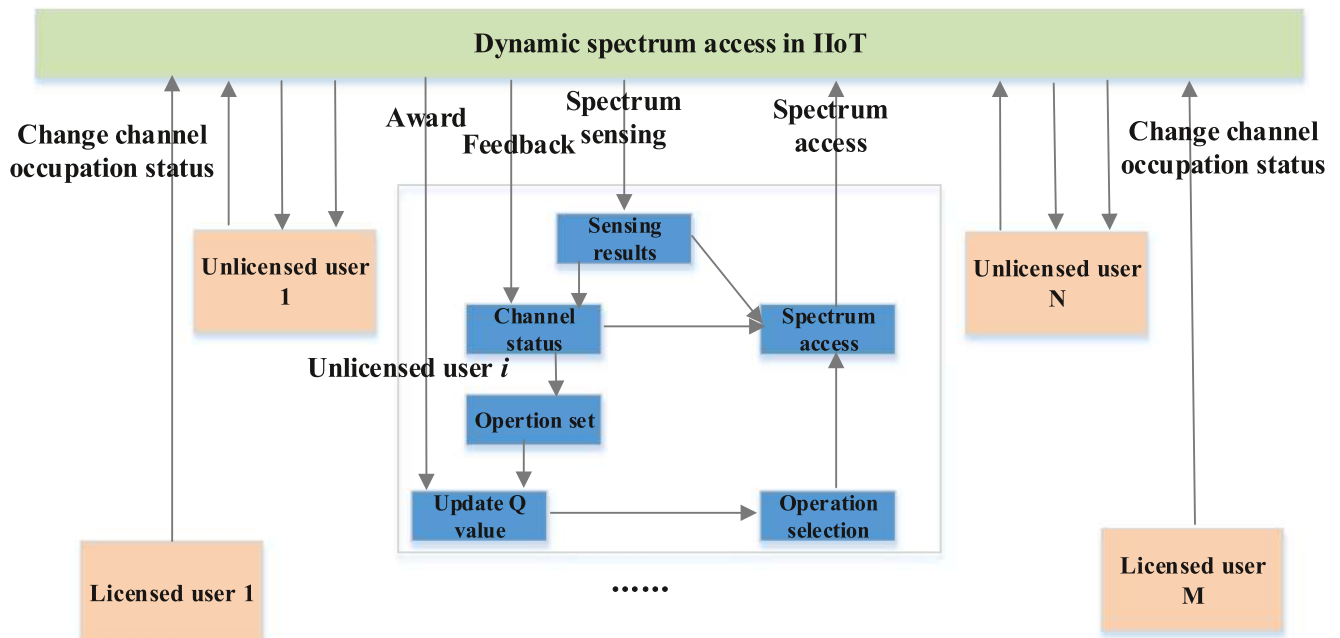 Dynamic spectrum access in IIoT
Award
Feedback
Spectrum
sensing
Spectrum
access
Change channel
occupation status
Change channel
occupation status
Unlicensed user
1
Sensing
results
Unlicensed user
N
Channel
status
Spectrum
access
Unlicensed user i
Opertion set
Update Q
value
Operation
selection
Licensed user 1
......
Licensed user
M